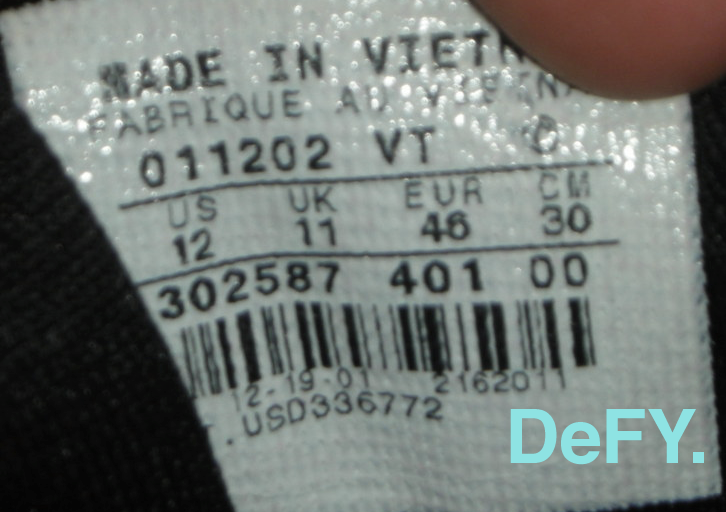 MADE IN VIETN
FABRIQUE AU VIETNA
011202 VT
US UK EUR CM
12 11 46 30
302587 401 00
12-19-01 2162011
.USD336772
DeFY.